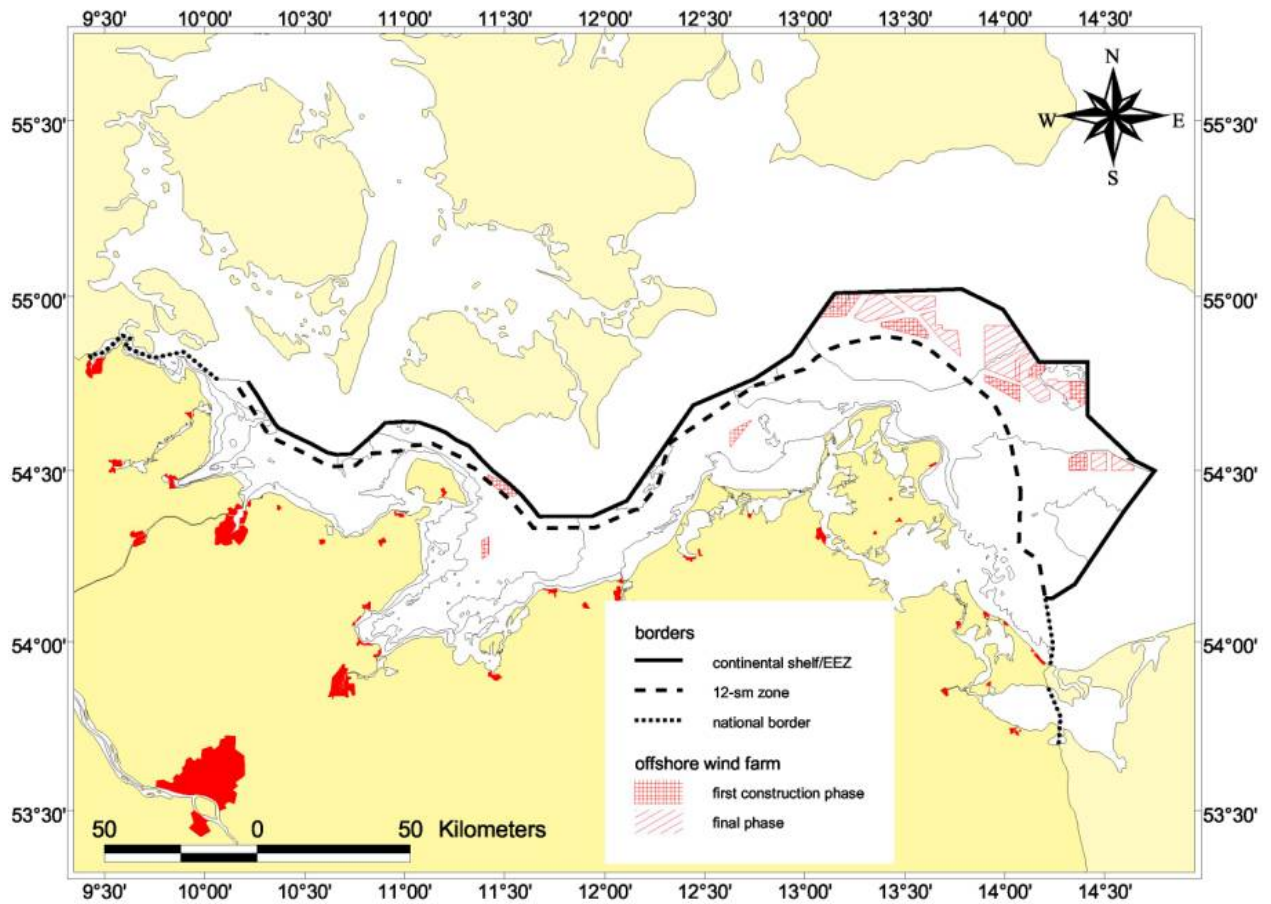 9°30' 10°00' 10°30' 11°00' 11°30' 12°00' 12°30' 13°00' 13°30' 14°00' 14°30'
N
W E
S
55°30' 55°30'
55°00' 55°00'
54°30' 54°30'
54°00' 54°00'
53°30' 53°30'
borders
continental shelf/EEZ
12-sm zone
national border
offshore wind farm
first construction phase
final phase
50 0 50 Kilometers
9°30' 10°00' 10°30' 11°00' 11°30' 12°00' 12°30' 13°00' 13°30' 14°00' 14°30'